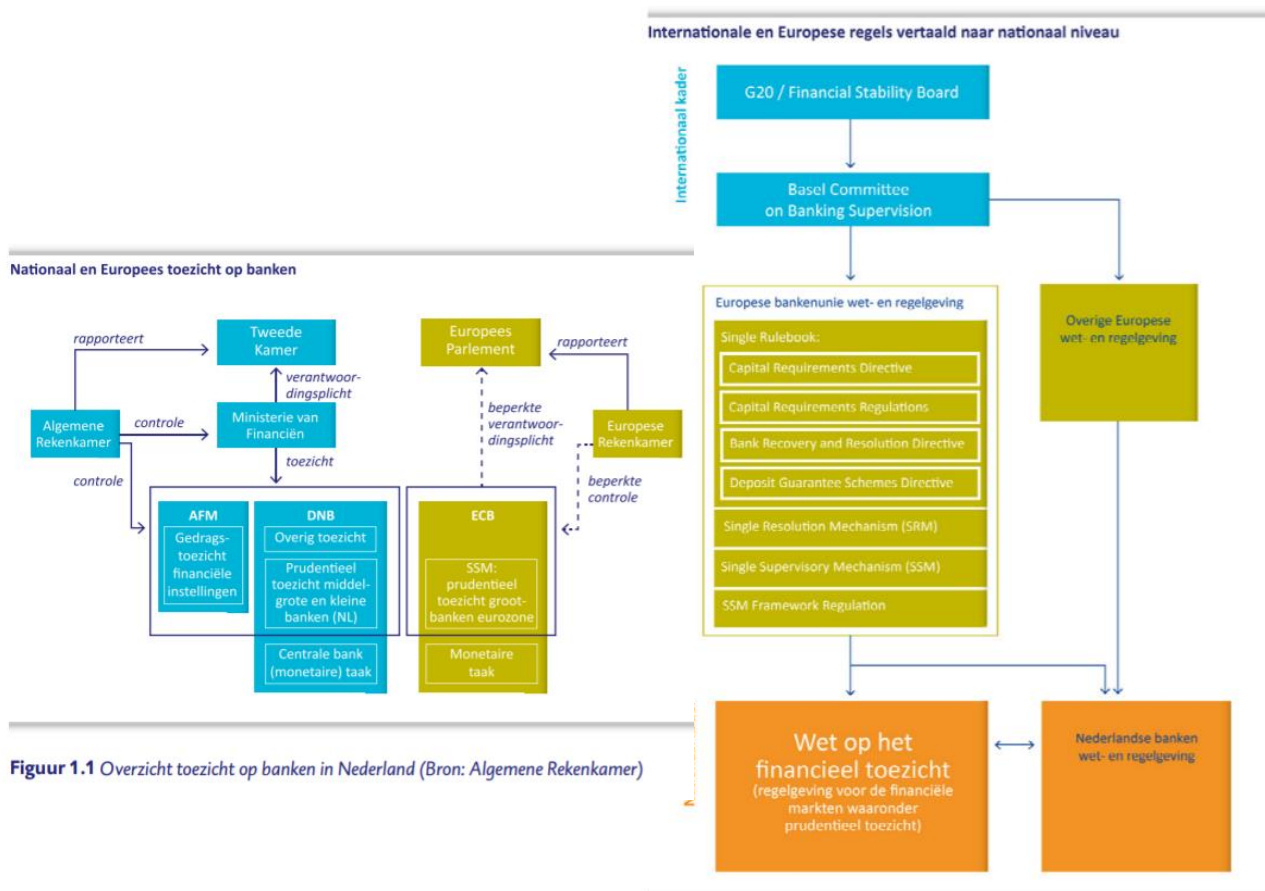 Nationaal en Europees toezicht op banken
rapporteert
Tweede
Kamer
Europees
Parlement
rapporteert
verantwoor-
dingsplicht
Algemene
Rekenkamer
controle
Ministerie van
Financiën
beperkte
verantwoor-
dingsplicht
Europese
Rekenkamer
controle
toezicht
beperkte
controle
AFM
Gedrags-
toezicht
financiële
instellingen
DNB
Overig toezicht
Prudentieel
toezicht middel-
grote en kleine
banken (NL)
Centrale bank
(monetaire) taak
ECB
SSM:
prudentieel
toezicht groot-
banken eurozone
Monetaire
taak
Figuur 1.1 Overzicht toezicht op banken in Nederland (Bron: Algemene Rekenkamer)
Internationale en Europese regels vertaald naar nationaal niveau
Internationaal kader
G20 / Financial Stability Board
Basel Committee
on Banking Supervision
Europese bankenunie wet- en regelgeving
Single Rulebook:
Capital Requirements Directive
Capital Requirements Regulations
Bank Recovery and Resolution Directive
Deposit Guarantee Schemes Directive
Single Resolution Mechanism (SRM)
Single Supervisory Mechanism (SSM)
SSM Framework Regulation
Overige Europese
wet- en regelgeving
Wet op het
financieel toezicht
(regelgeving voor de financiële
markten waaronder
prudentieel toezicht)
Nederlandse banken
wet- en regelgeving